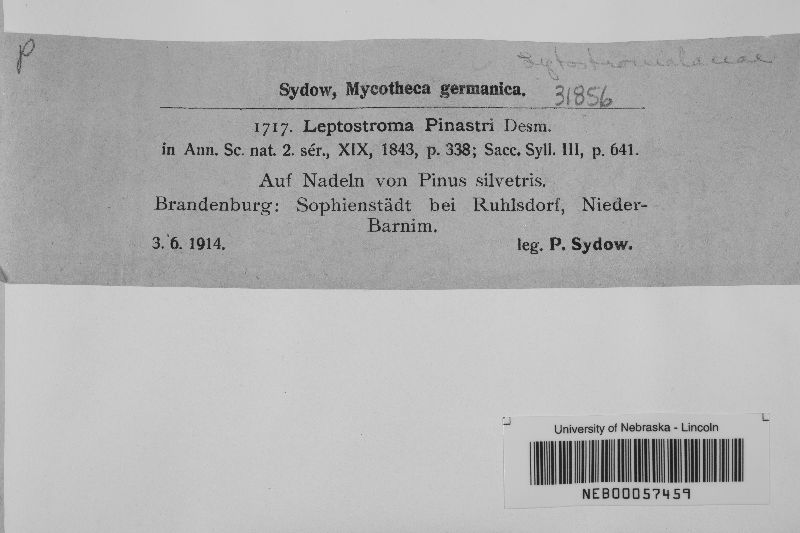 p
Leptostromataceae
Sydow, Mycotheca germanica.
31856
1717. Leptostroma Pinastri Desm.
in Ann. Sc. nat. 2. sér., XIX, 1843, p. 338; Sacc. Syll. III, p. 641.
Auf Nadeln von Pinus silvetris.
Brandenburg: Sophienstädt bei Ruhlsdorf, Nieder-
Barnim.
3. 6. 1914. leg. P. Sydow.
University of Nebraska - Lincoln
NEB00057459